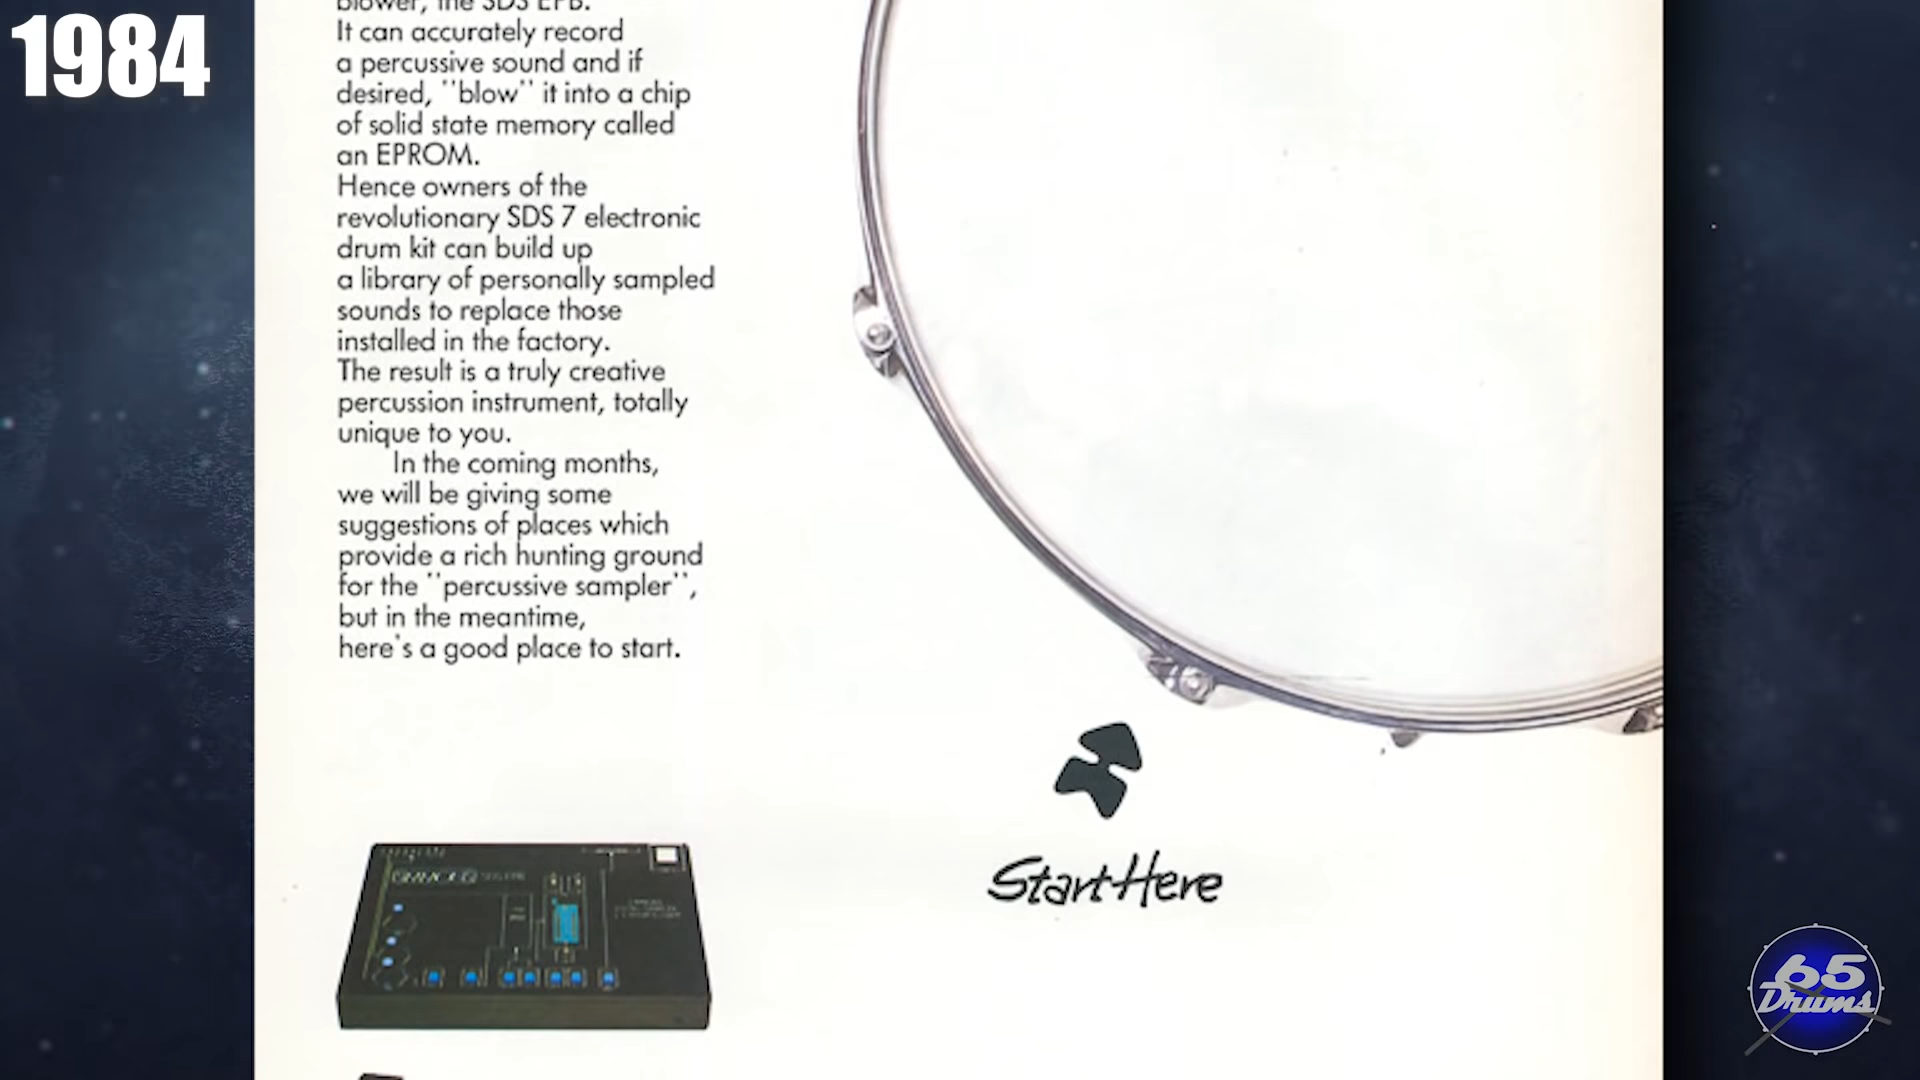 1984
blower, the SDS EPB.
It can accurately record
a percussive sound and if
desired, "blow" it into a chip
of solid state memory called
an EPROM.
Hence owners of the
revolutionary SDS 7 electronic
drum kit can build up
a library of personally sampled
sounds to replace those
installed in the factory.
The result is a truly creative
percussion instrument, totally
unique to you.
In the coming months,
we will be giving some
suggestions of places which
provide a rich hunting ground
for the "percussive sampler",
but in the meantime,
here's a good place to start.
Start Here
65
Drums